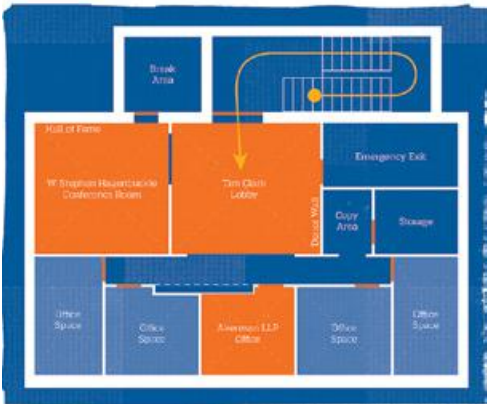 Break
Area
Hall of Fame
W Stephen
Conference Room
Tim Clark
Lobby
Emergency Exit
Donor Wall
Copy
Area
Storage
Office
Space
Office
Space
Akerman LLP
Office
Office
Space
Office
Space